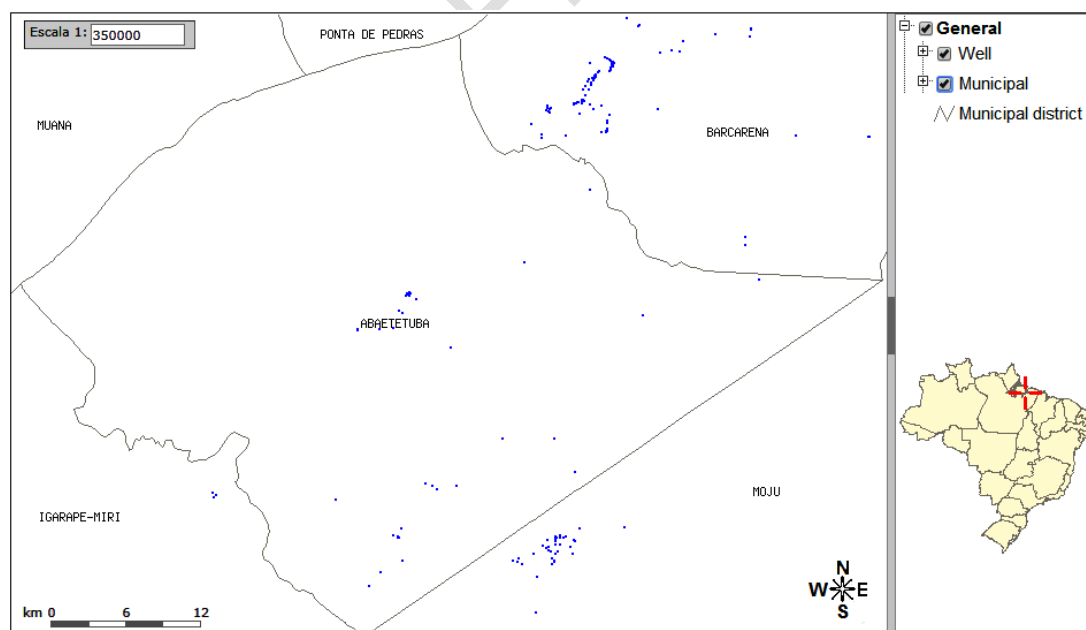 Escala 1: 350000
PONTA DE PEDRAS
MUANA
BARCARENA
ABAETETUBA
MOJU
IGARAPE-MIRI
km 0 6 12
N
W E
S
General
Well
Municipal
Municipal district